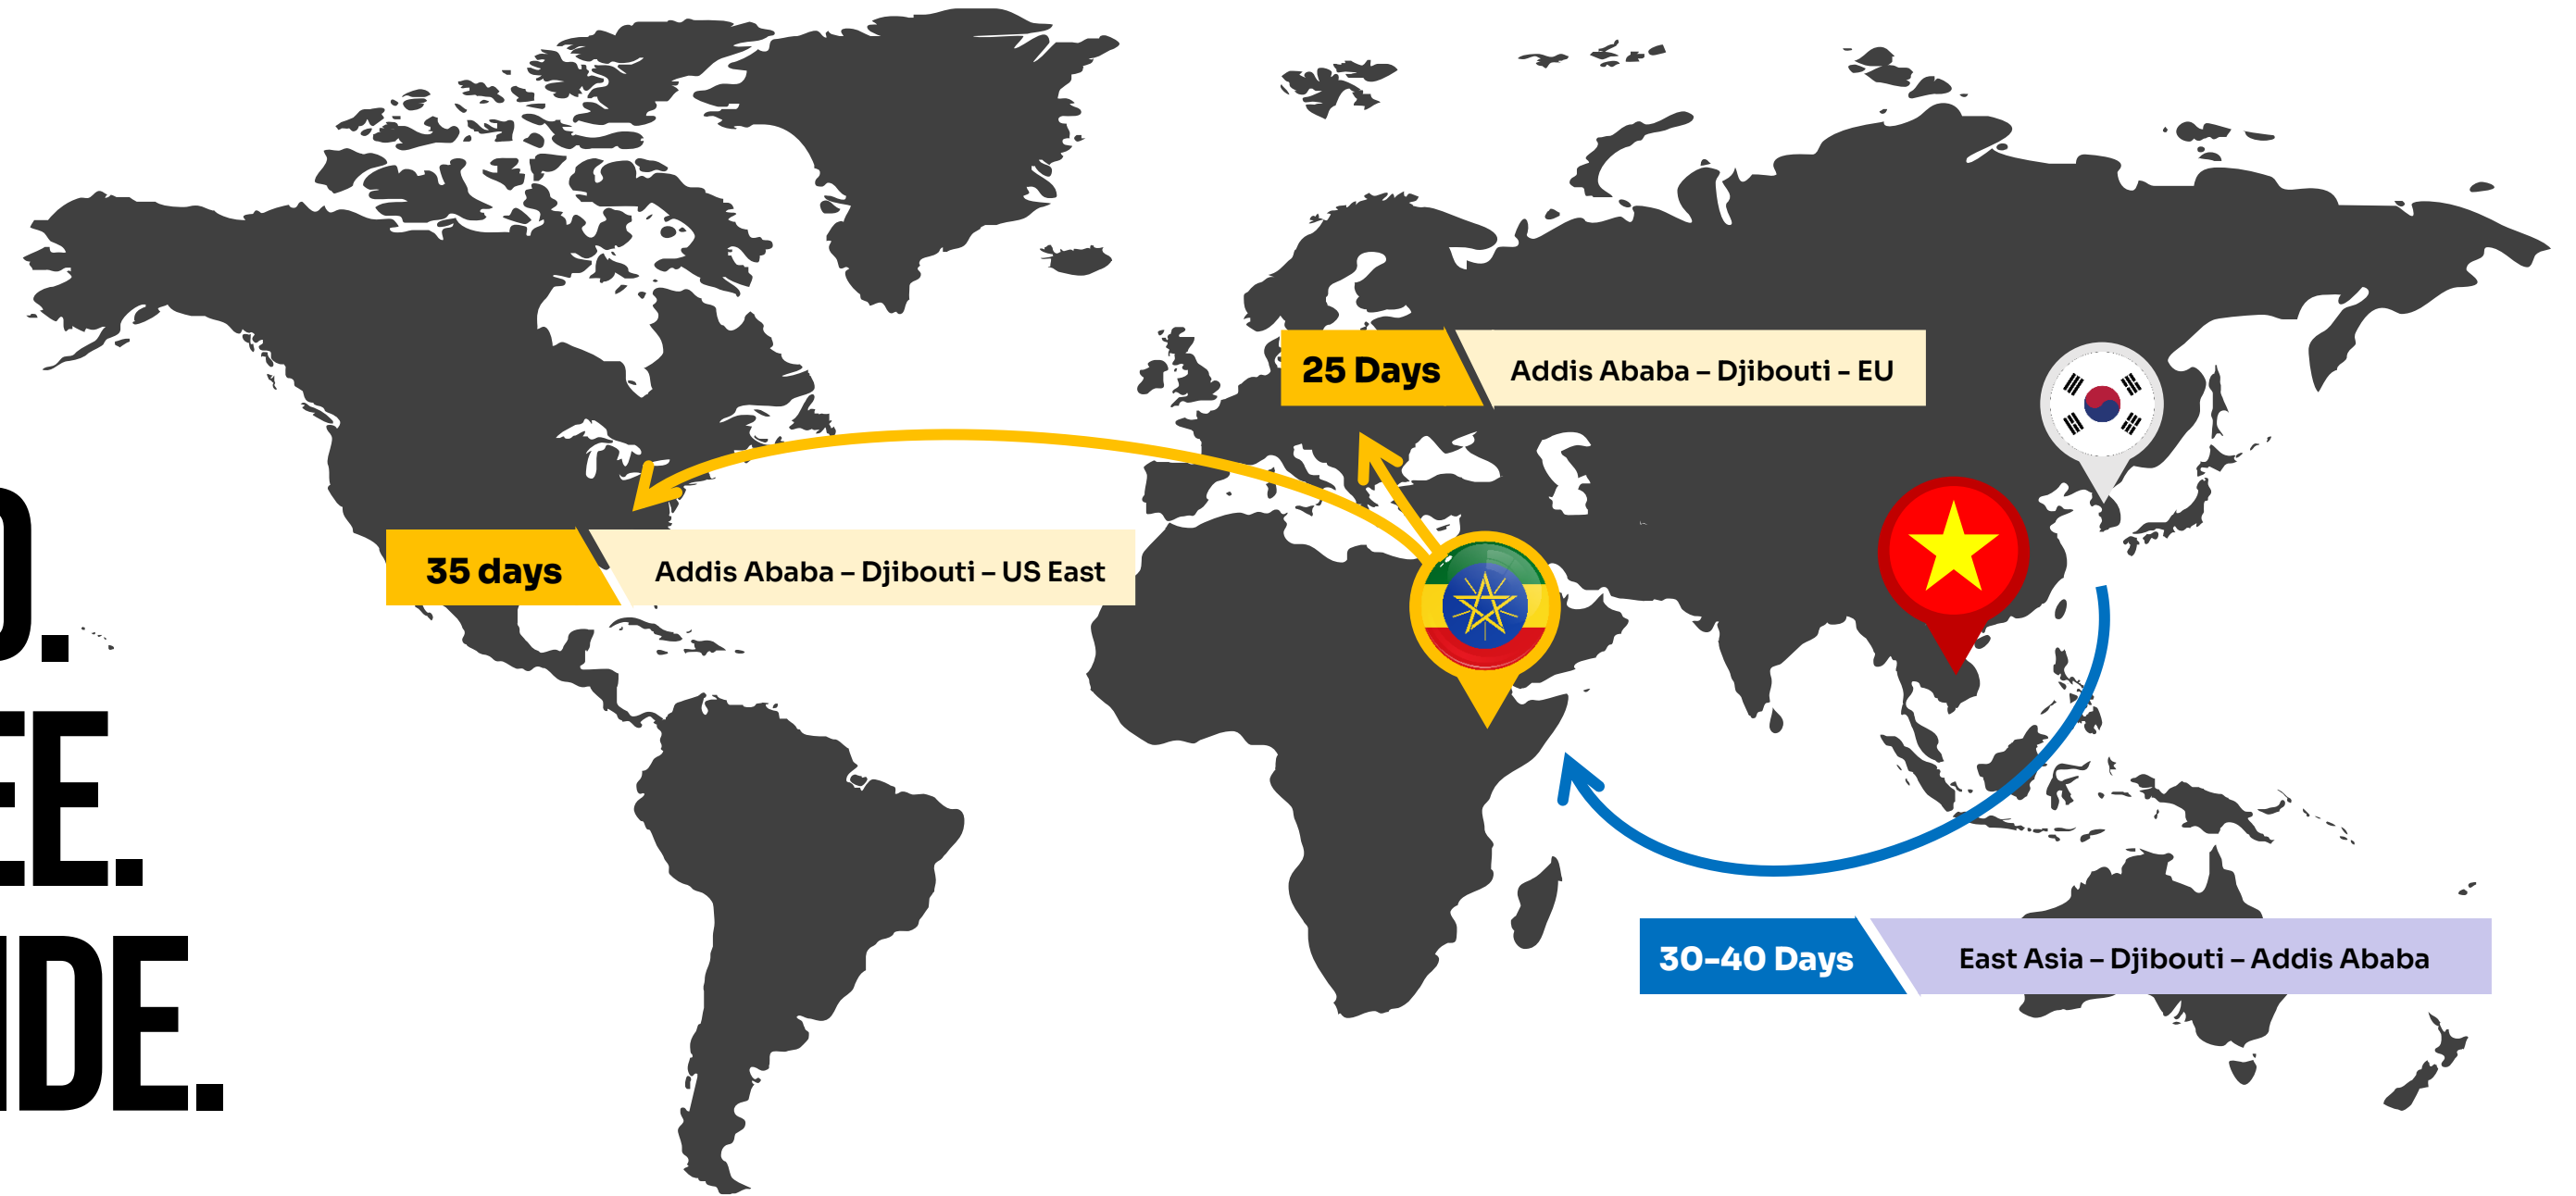 25 Days Addis Ababa – Djibouti - EU
35 days Addis Ababa – Djibouti – US East
30-40 Days East Asia – Djibouti – Addis Ababa